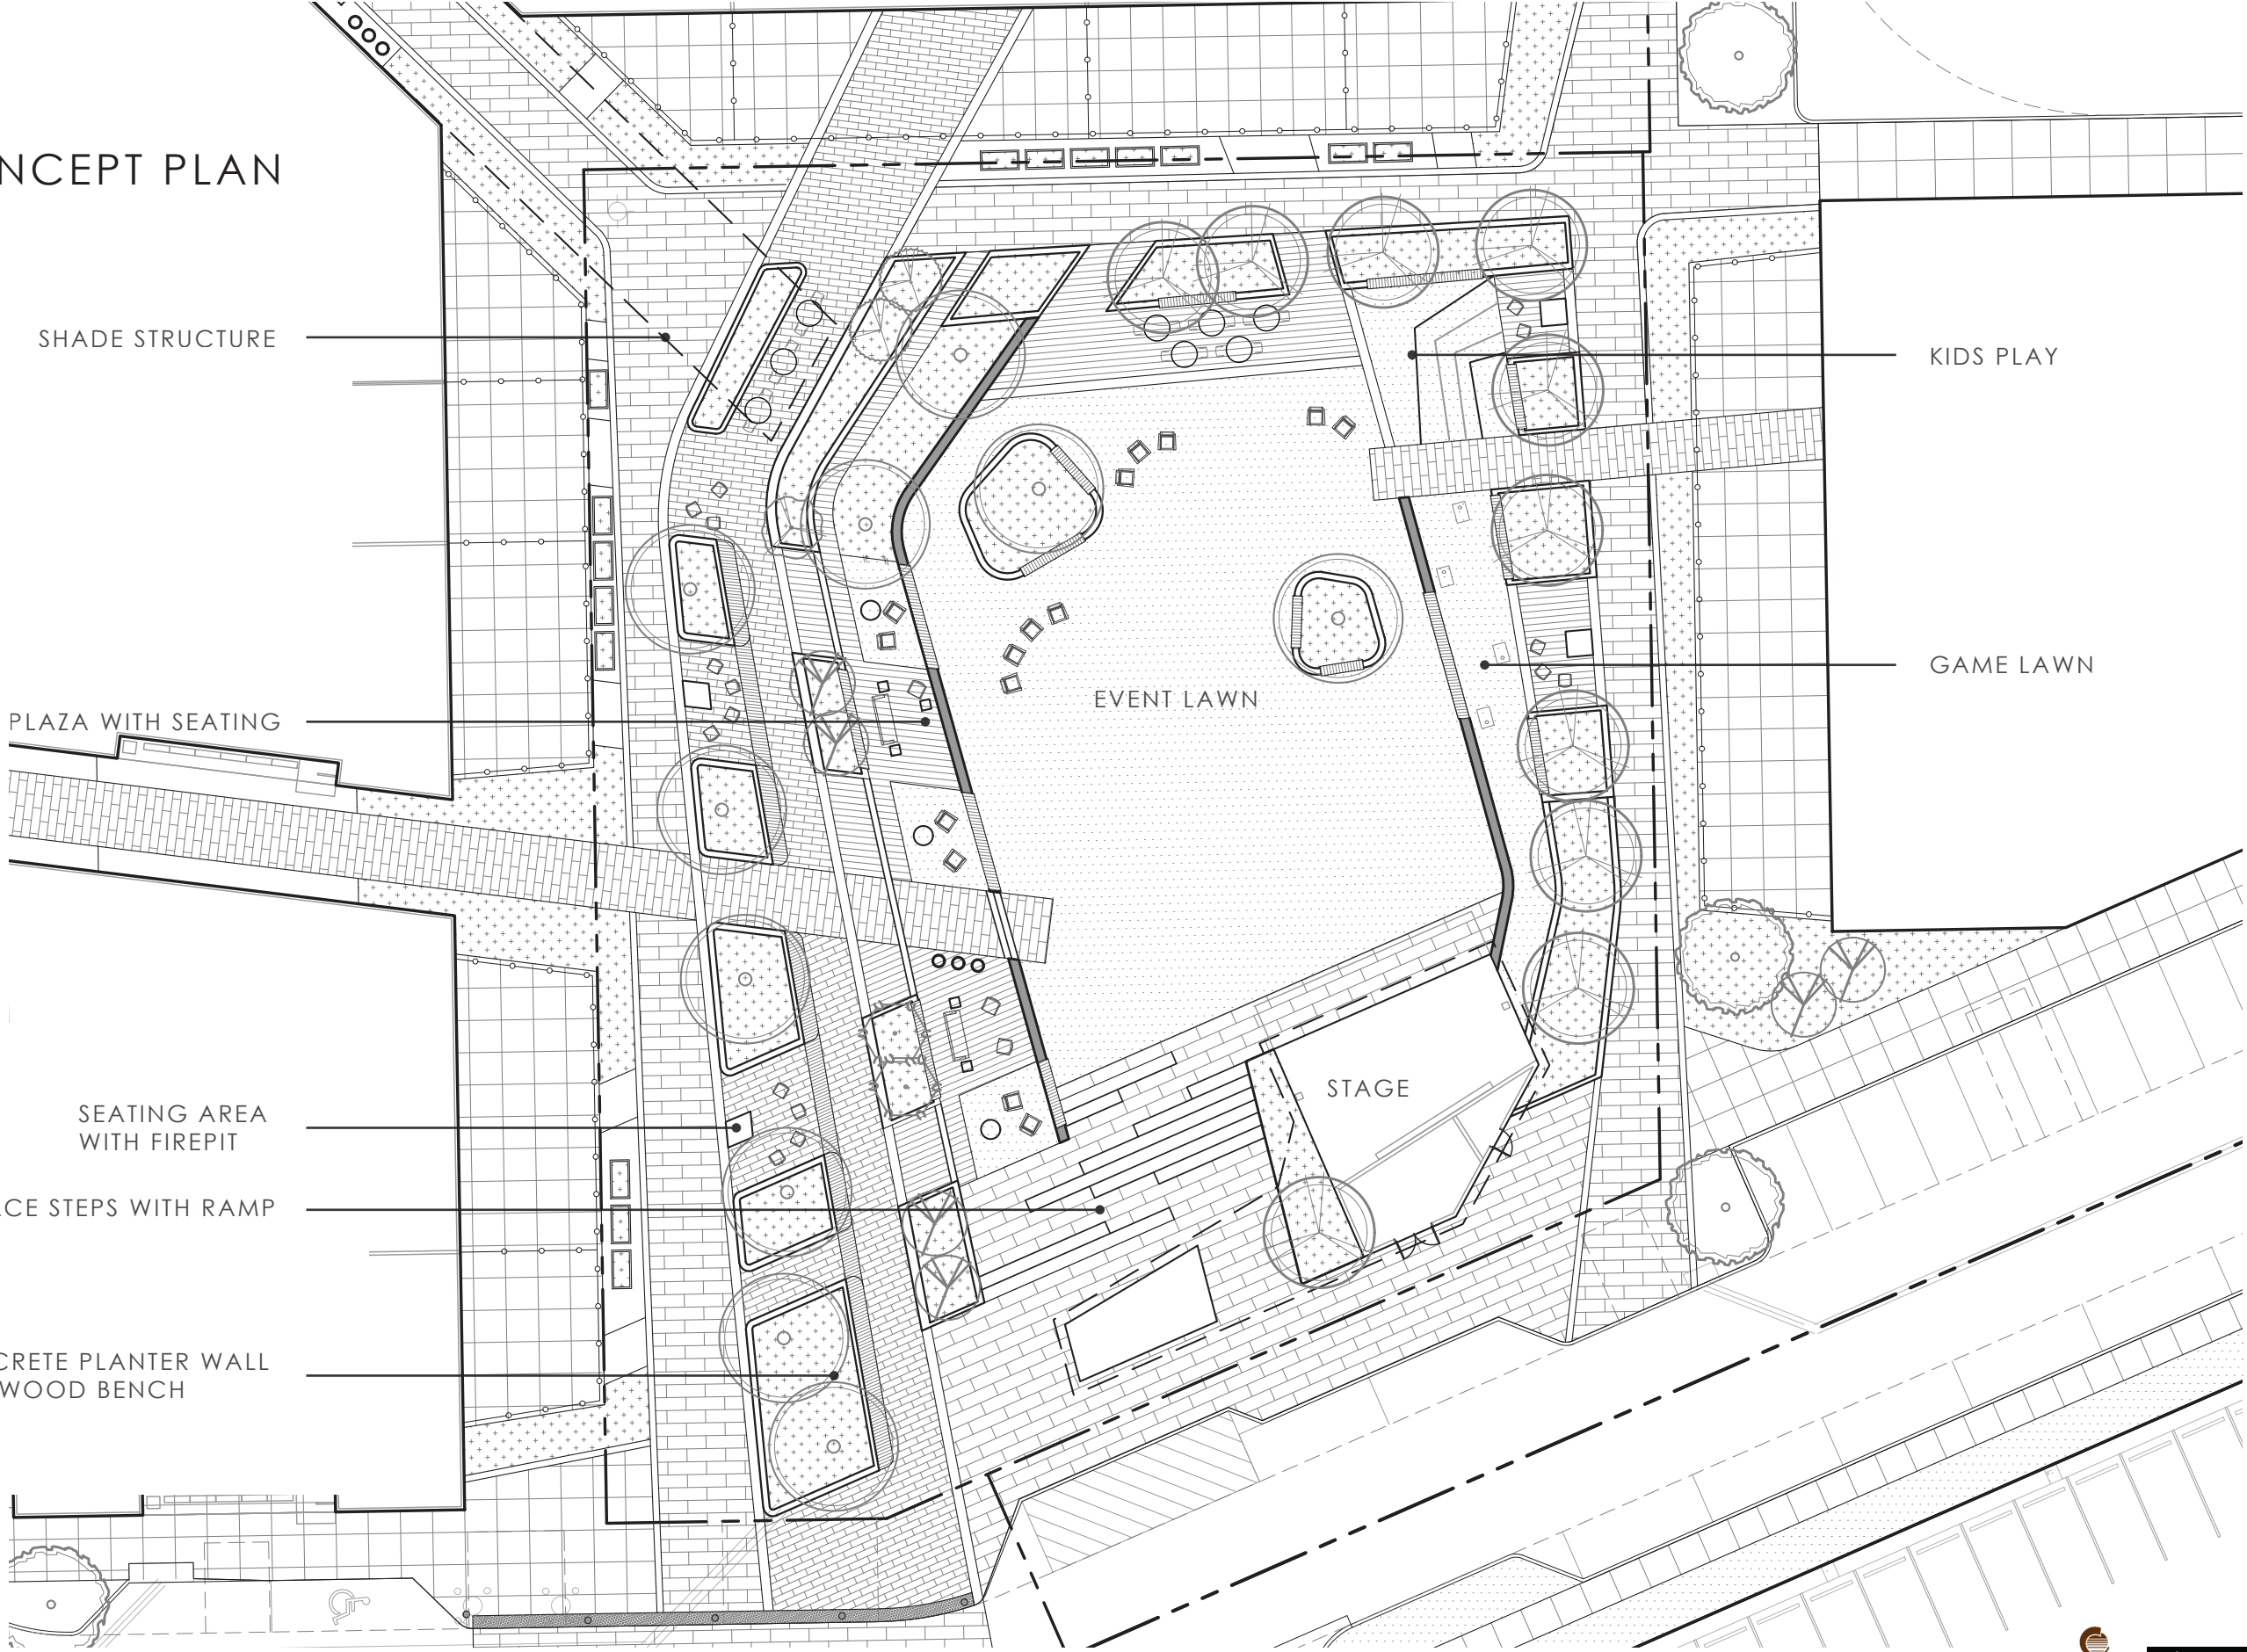 NCEPT PLAN
SHADE STRUCTURE
KIDS PLAY
GAME LAWN
EVENT LAWN
PLAZA WITH SEATING
STAGE
SEATING AREA
WITH FIREPIT
CE STEPS WITH RAMP
CRETE PLANTER WALL
WOOD BENCH